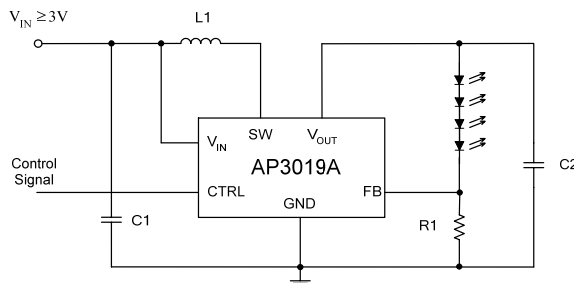 V_IN ≥3V
L1
V_IN
SW
V_OUT
AP3019A
Control
Signal
CTRL
FB
GND
C1
R1
C2